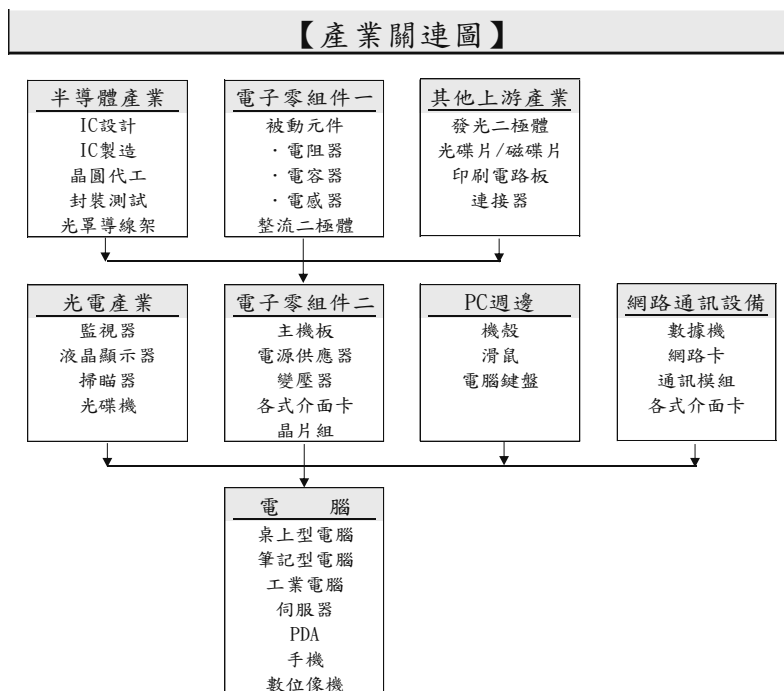 【產業關連圖】
半導體產業
IC設計
IC製造
晶圓代工
封裝測試
光罩導線架
電子零組件一
被動元件
·電阻器
·電容器
·電感器
整流二極體
其他上游產業
發光二極體
光碟片/磁碟片
印刷電路板
連接器
光電產業
監視器
液晶顯示器
掃瞄器
光碟機
電子零組件二
主機板
電源供應器
變壓器
各式介面卡
晶片組
PC週邊
機殼
滑鼠
電腦鍵盤
網路通訊設備
數據機
網路卡
通訊模組
各式介面卡
電 腦
桌上型電腦
筆記型電腦
工業電腦
伺服器
PDA
手機
數位像機